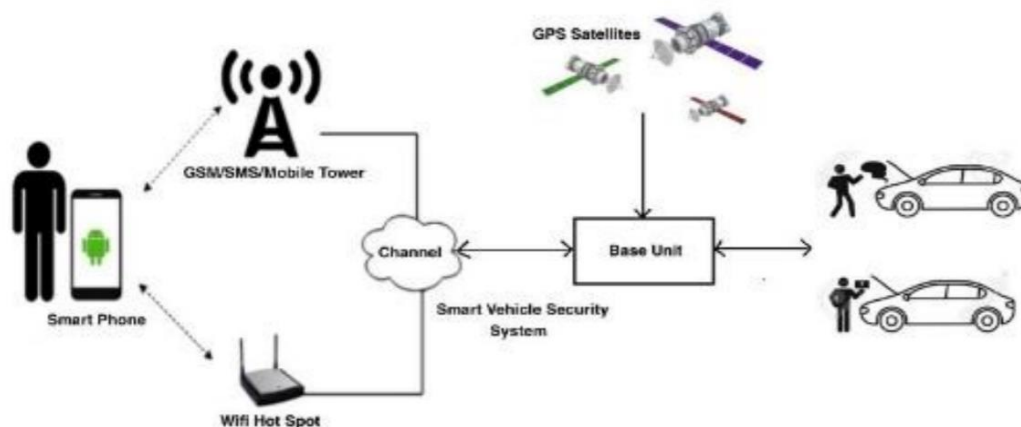 GPS Satellites
GSM/SMS/Mobile Tower
Channel
Base Unit
Smart Phone
Smart Vehicle Security
System
Wifi Hot Spot